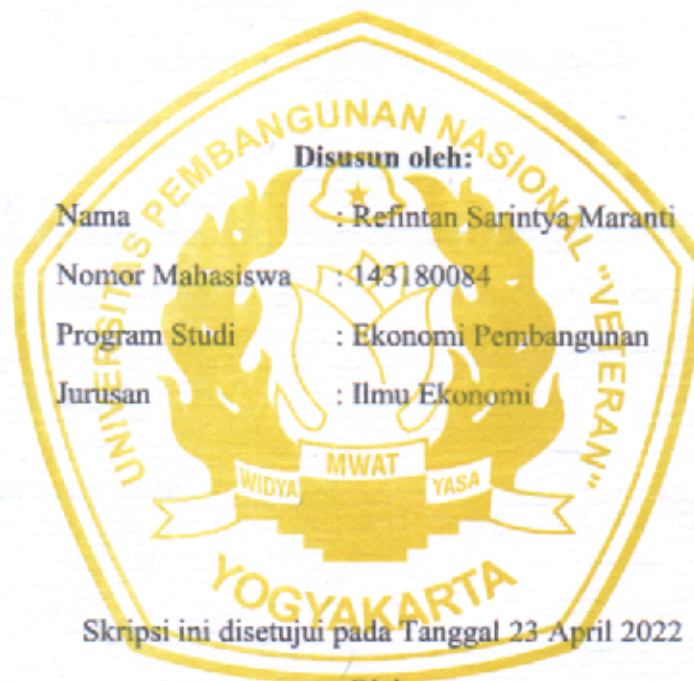 UNIVERSITAS PEMBANGUNAN NASIONAL "VETERAN"
Disusun oleh:
Nama : Refintan Sarintya Maranti
Nomor Mahasiswa : 143180084
Program Studi : Ekonomi Pembangunan
Jurusan : Ilmu Ekonomi
WIDYA MWAT YASA
YOGYAKARTA
Skripsi ini disetujui pada Tanggal 23 April 2022